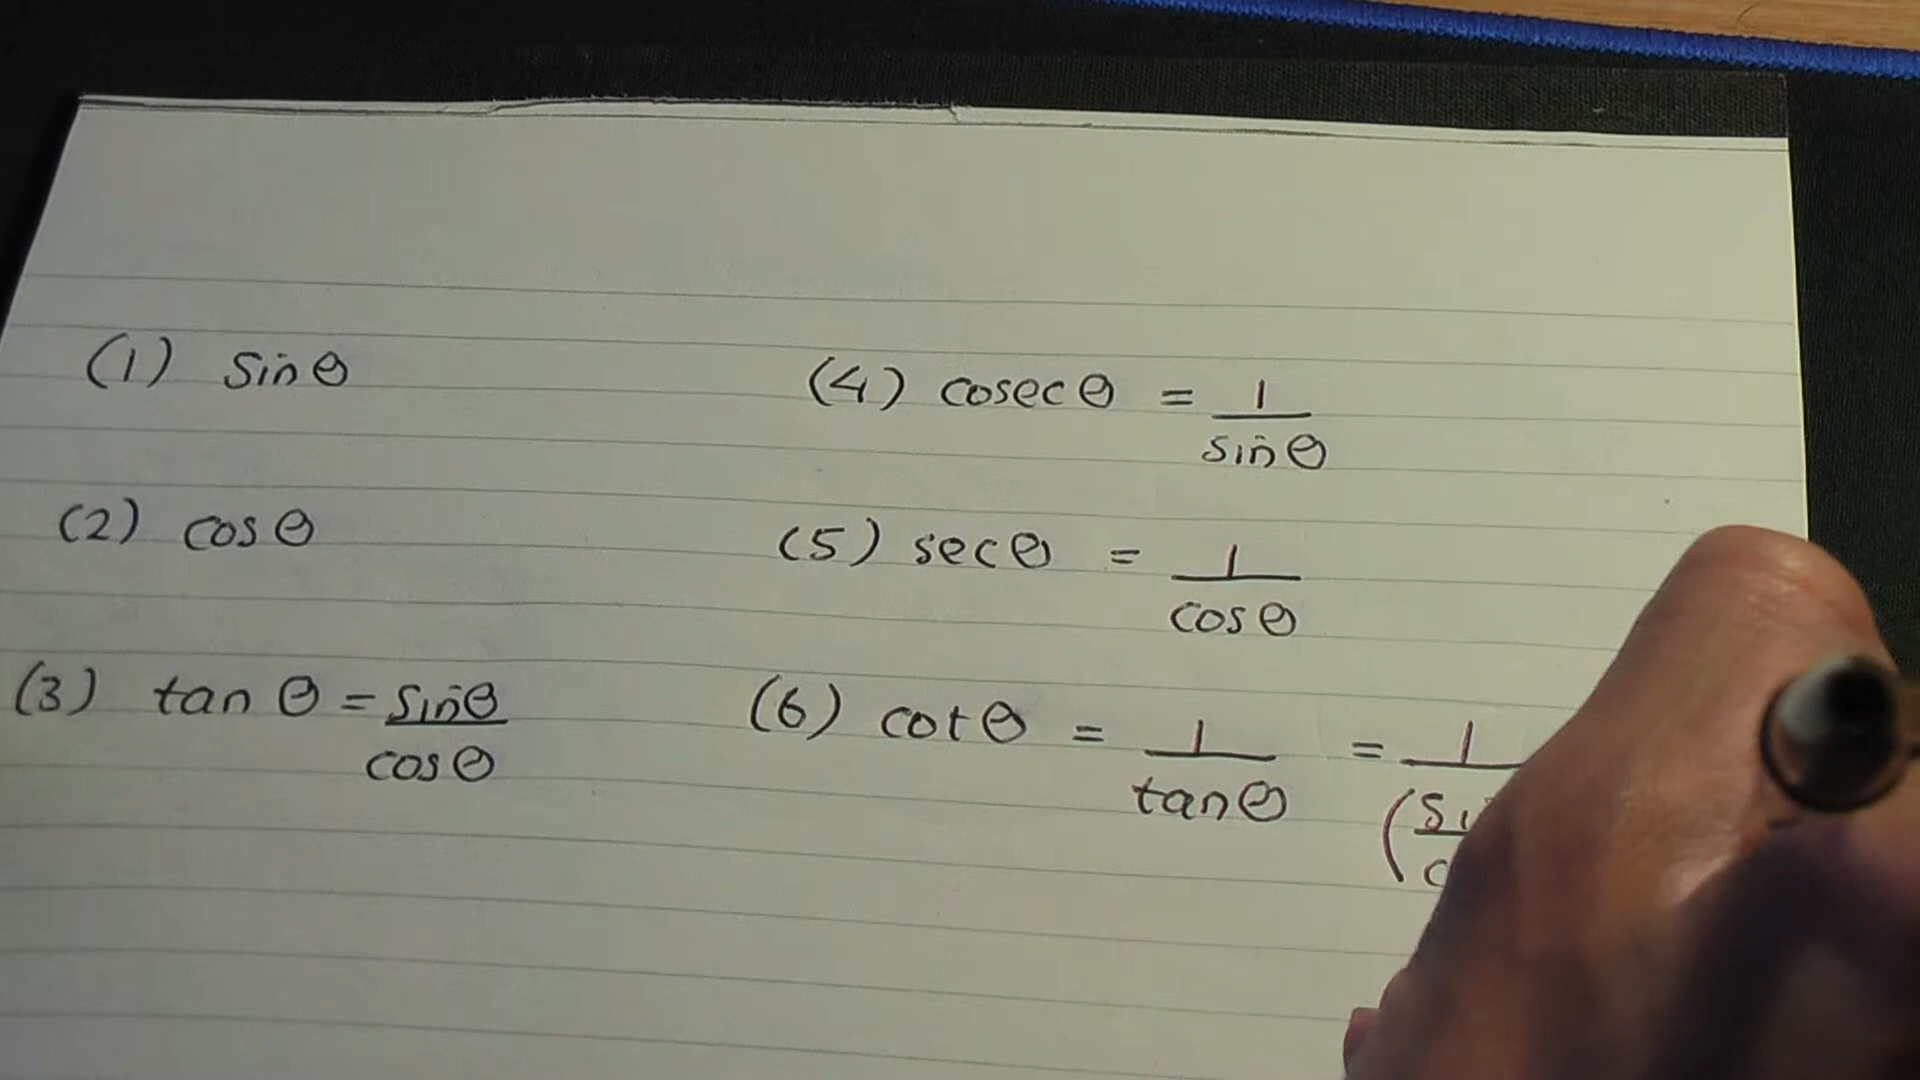 (1) sinθ
(4) cosecθ = 1/sinθ
(2) cosθ
(5) secθ = 1/cosθ
(3) tan θ = sinθ/cosθ
(6) cotθ = 1/tanθ = 1/(